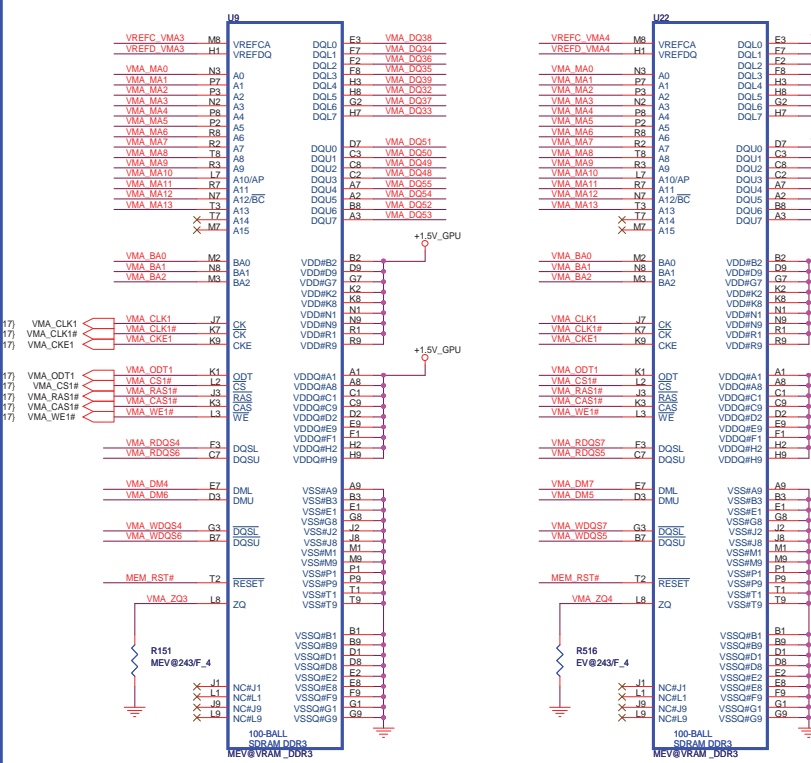 U9
VREFC_VMA3 M8 VREFCA DQL0 E3 VMA_DQ38
VREFD_VMA3 H1 VREFDQ DQL1 F7 VMA_DQ34
DQL2 F2 VMA_DQ36
VMA_MA0 N3 A0 DQL3 F8 VMA_DQ35
VMA_MA1 P7 A1 DQL4 H3 VMA_DQ39
VMA_MA2 P3 A2 DQL5 H8 VMA_DQ32
VMA_MA3 N2 A3 DQL6 G2 VMA_DQ37
VMA_MA4 P8 A4 DQL7 H7 VMA_DQ33
VMA_MA5 P2 A5
VMA_MA6 R8 A6
VMA_MA7 R2 A7 DQU0 D7 VMA_DQ51
VMA_MA8 T8 A8 DQU1 C3 VMA_DQ50
VMA_MA9 R3 A9 DQU2 C8 VMA_DQ49
VMA_MA10 L7 A10/AP DQU3 C2 VMA_DQ48
VMA_MA11 R7 A11 DQU4 A7 VMA_DQ55
VMA_MA12 N7 A12/BC DQU5 A2 VMA_DQ54
VMA_MA13 T3 A13 DQU6 B8 VMA_DQ52
T7 A14 DQU7 A3 VMA_DQ53
M7 A15
+1.5V_GPU
VMA_BA0 M2 BA0 VDD#B2 B2
VMA_BA1 N8 BA1 VDD#D9 D9
VMA_BA2 M3 BA2 VDD#G7 G7
VDD#K2 K2
VDD#K8 K8
VDD#N1 N1
17} VMA_CLK1 VMA_CLK1 J7 CK VDD#N9 N9
17} VMA_CLK1# VMA_CLK1# K7 CK VDD#R1 R1
17} VMA_CKE1 VMA_CKE1 K9 CKE VDD#R9 R9
+1.5V_GPU
17} VMA_ODT1 VMA_ODT1 K1 ODT VDDQ#A1 A1
17} VMA_CS1# VMA_CS1# L2 CS VDDQ#A8 A8
17} VMA_RAS1# VMA_RAS1# J3 RAS VDDQ#C1 C1
17} VMA_CAS1# VMA_CAS1# K3 CAS VDDQ#C9 C9
17} VMA_WE1# VMA_WE1# L3 WE VDDQ#D2 D2
VDDQ#E9 E9
VDDQ#F1 F1
VMA_RDQS4 F3 DQSL VDDQ#H2 H2
VMA_RDQS6 C7 DQSU VDDQ#H9 H9
VMA_DM4 E7 DML VSS#A9 A9
VMA_DM6 D3 DMU VSS#B3 B3
VSS#E1 E1
VSS#G8 G8
VMA_WDQS4 G3 DQSL VSS#J2 J2
VMA_WDQS6 B7 DQSU VSS#J8 J8
VSS#M1 M1
VSS#M9 M9
VSS#P1 P1
MEM_RST# T2 RESET VSS#P9 P9
VSS#T1 T1
VMA_ZQ3 L8 ZQ VSS#T9 T9
VSSQ#B1 B1
R151 VSSQ#B9 B9
MEV@243/F_4 VSSQ#D1 D1
VSSQ#D8 D8
VSSQ#E2 E2
J1 NC#J1 VSSQ#E8 E8
L1 NC#L1 VSSQ#F9 F9
J9 NC#J9 VSSQ#G1 G1
L9 NC#L9 VSSQ#G9 G9
100-BALL
SDRAM DDR3
MEV@VRAM _DDR3
U22
VREFC_VMA4 M8 VREFCA DQL0 E3
VREFD_VMA4 H1 VREFDQ DQL1 F7
DQL2 F2
VMA_MA0 N3 A0 DQL3 F8
VMA_MA1 P7 A1 DQL4 H3
VMA_MA2 P3 A2 DQL5 H8
VMA_MA3 N2 A3 DQL6 G2
VMA_MA4 P8 A4 DQL7 H7
VMA_MA5 P2 A5
VMA_MA6 R8 A6
VMA_MA7 R2 A7 DQU0 D7
VMA_MA8 T8 A8 DQU1 C3
VMA_MA9 R3 A9 DQU2 C8
VMA_MA10 L7 A10/AP DQU3 C2
VMA_MA11 R7 A11 DQU4 A7
VMA_MA12 N7 A12/BC DQU5 A2
VMA_MA13 T3 A13 DQU6 B8
T7 A14 DQU7 A3
M7 A15
VMA_BA0 M2 BA0 VDD#B2 B2
VMA_BA1 N8 BA1 VDD#D9 D9
VMA_BA2 M3 BA2 VDD#G7 G7
VDD#K2 K2
VDD#K8 K8
VDD#N1 N1
VMA_CLK1 J7 CK VDD#N9 N9
VMA_CLK1# K7 CK VDD#R1 R1
VMA_CKE1 K9 CKE VDD#R9 R9
VMA_ODT1 K1 ODT VDDQ#A1 A1
VMA_CS1# L2 CS VDDQ#A8 A8
VMA_RAS1# J3 RAS VDDQ#C1 C1
VMA_CAS1# K3 CAS VDDQ#C9 C9
VMA_WE1# L3 WE VDDQ#D2 D2
VDDQ#E9 E9
VDDQ#F1 F1
VMA_RDQS7 F3 DQSL VDDQ#H2 H2
VMA_RDQS5 C7 DQSU VDDQ#H9 H9
VMA_DM7 E7 DML VSS#A9 A9
VMA_DM5 D3 DMU VSS#B3 B3
VSS#E1 E1
VSS#G8 G8
VMA_WDQS7 G3 DQSL VSS#J2 J2
VMA_WDQS5 B7 DQSU VSS#J8 J8
VSS#M1 M1
VSS#M9 M9
VSS#P1 P1
MEM_RST# T2 RESET VSS#P9 P9
VSS#T1 T1
VMA_ZQ4 L8 ZQ VSS#T9 T9
VSSQ#B1 B1
R516 VSSQ#B9 B9
EV@243/F_4 VSSQ#D1 D1
VSSQ#D8 D8
VSSQ#E2 E2
J1 NC#J1 VSSQ#E8 E8
L1 NC#L1 VSSQ#F9 F9
J9 NC#J9 VSSQ#G1 G1
L9 NC#L9 VSSQ#G9 G9
100-BALL
SDRAM DDR3
MEV@VRAM _DDR3